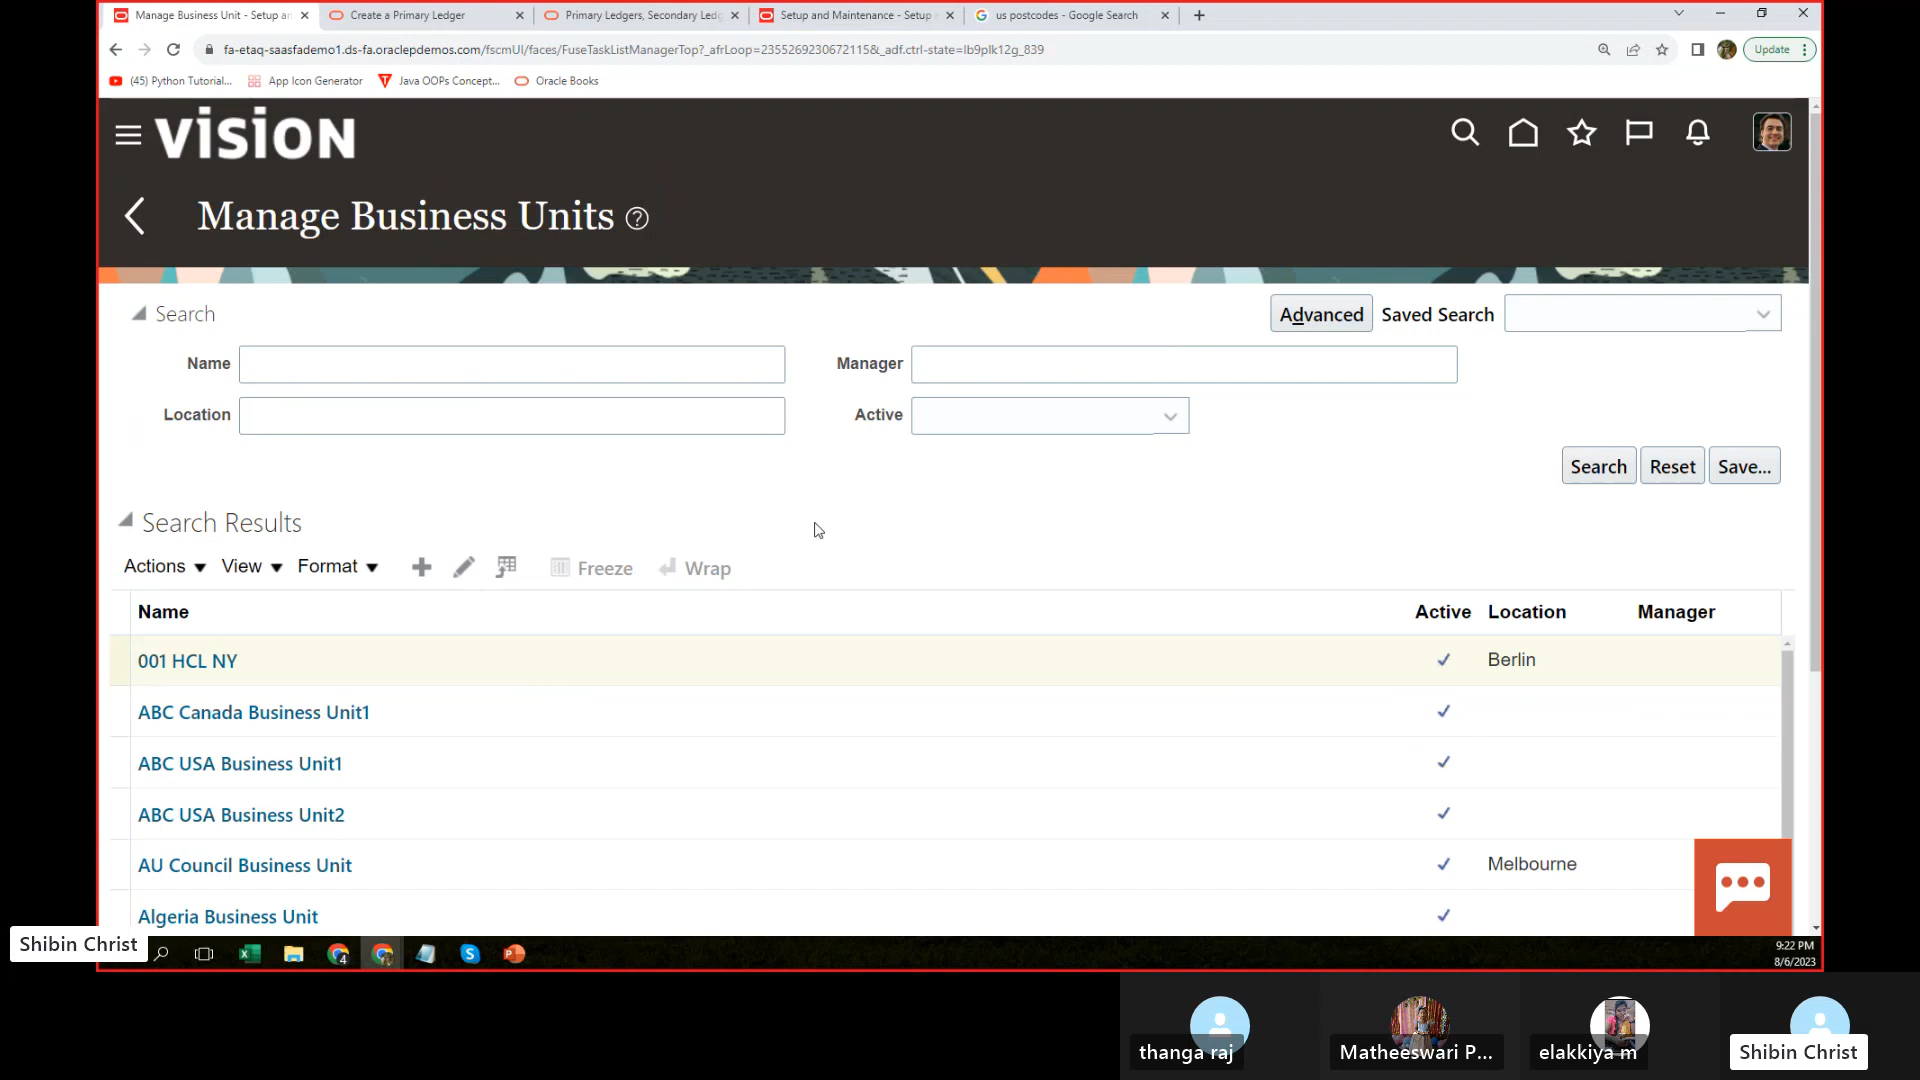 Manage Business Unit - Setup an
Create a Primary Ledger
Primary Ledgers, Secondary Ledg
Setup and Maintenance - Setup
us postcodes - Google Search
fa-etaq-saasfademo1.ds-fa.oraclepdemos.com/fscmUI/faces/FuseTaskListManagerTop?_afrLoop=2355269230672115&_adf.ctrl-state=lb9plk12g_839
Update
(45) Python Tutorial...
App Icon Generator
Java OOPs Concept...
Oracle Books
VISION
Manage Business Units
Search
Advanced Saved Search
Name
Manager
Location
Active
Search Reset Save...
Search Results
Actions View Format Freeze Wrap
Name Active Location Manager
001 HCL NY Berlin
ABC Canada Business Unit1
ABC USA Business Unit1
ABC USA Business Unit2
AU Council Business Unit Melbourne
Algeria Business Unit
Shibin Christ
4
9:22 PM
8/6/2023
thanga raj
Matheeswari P...
elakkiya m
Shibin Christ